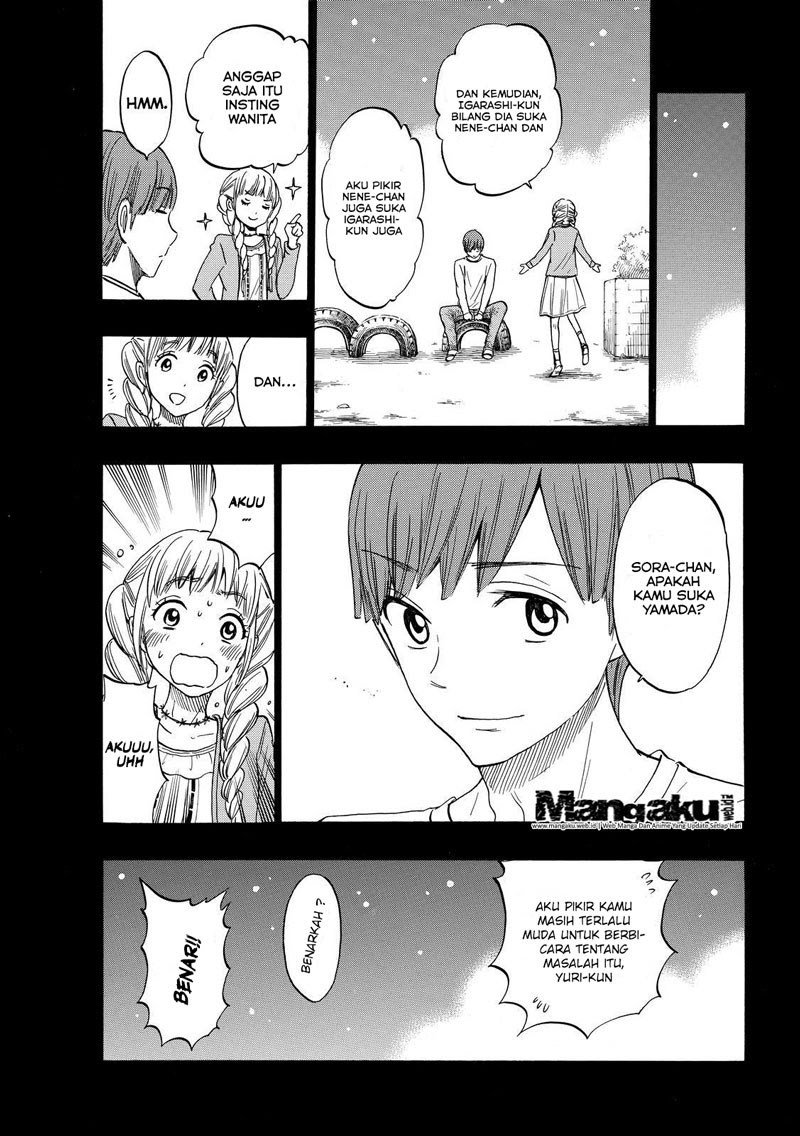 DAN KEMUDIAN,
IGARASHI-KUN
BILANG DIA SUKA
NENE-CHAN DAN
AKU PIKIR
NENE-CHAN
JUGA SUKA
IGARASHI-
KUN JUGA
ANGGAP
SAJA ITU
INSTING
WANITA
HMM.
DAN...
SORA-CHAN,
APAKAH
KAMU SUKA
YAMADA?
AKUU
...
AKUUU,
UHH
Mangaku
web.id
www.mangaku.web.id | Web Manga Dan Anime Yang Update Setiap Hari
AKU PIKIR KAMU
MASIH TERLALU
MUDA UNTUK BERBI-
CARA TENTANG
MASALAH ITU,
YURI-KUN
BENARKAH ?
BENAR!!